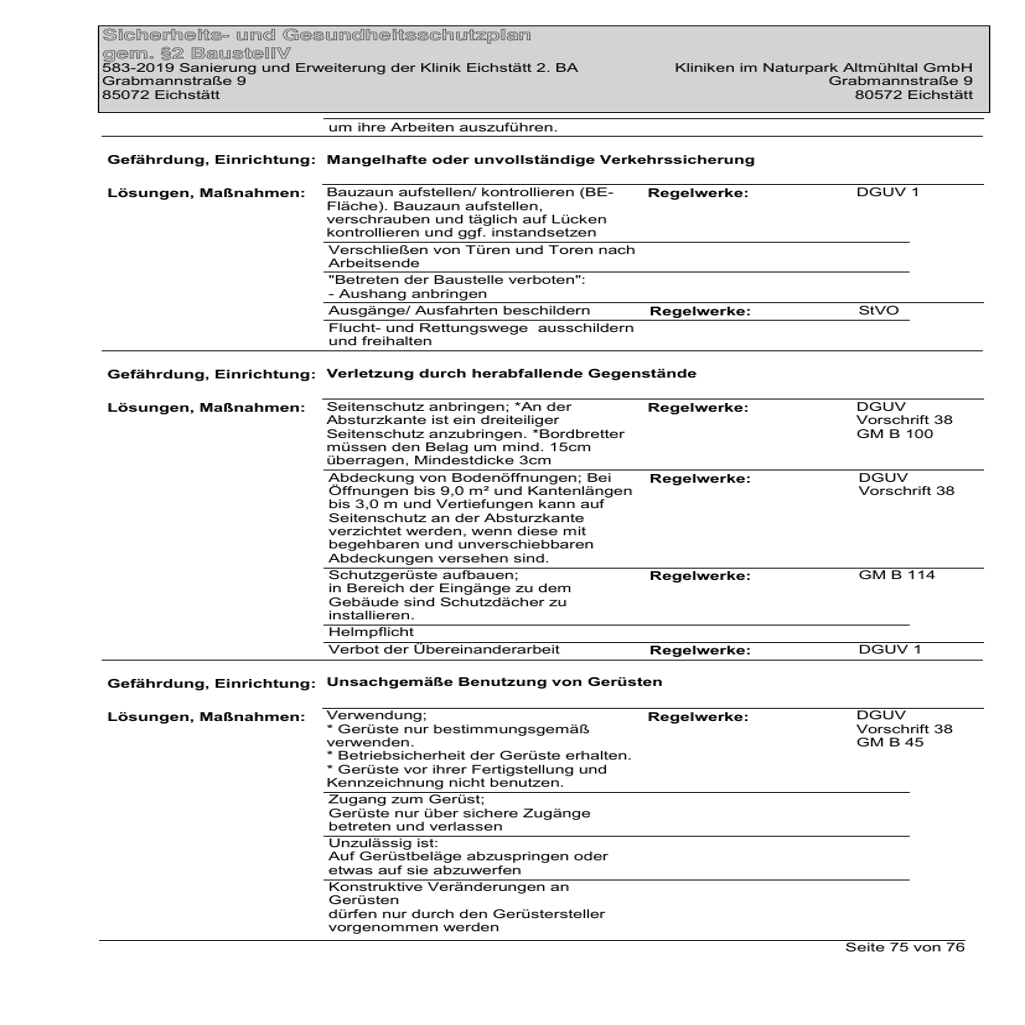 Sicherheits- und Gesundheitsschutzplan
gem. §2 BaustellV
583-2019 Sanierung und Erweiterung der Klinik Eichstätt 2. BA Kliniken im Naturpark Altmühltal GmbH
Grabmannstraße 9 Grabmannstraße 9
85072 Eichstätt 80572 Eichstätt
um ihre Arbeiten auszuführen.
Gefährdung, Einrichtung: Mangelhafte oder unvollständige Verkehrssicherung
Lösungen, Maßnahmen: Bauzaun aufstellen/ kontrollieren (BE- Regelwerke: DGUV 1
Fläche). Bauzaun aufstellen,
verschrauben und täglich auf Lücken
kontrollieren und ggf. instandsetzen
Verschließen von Türen und Toren nach
Arbeitsende
"Betreten der Baustelle verboten":
- Aushang anbringen
Ausgänge/ Ausfahrten beschildern Regelwerke: StVO
Flucht- und Rettungswege ausschildern
und freihalten
Gefährdung, Einrichtung: Verletzung durch herabfallende Gegenstände
Lösungen, Maßnahmen: Seitenschutz anbringen; *An der Regelwerke: DGUV
Absturzkante ist ein dreiteiliger Vorschrift 38
Seitenschutz anzubringen. *Bordbretter GM B 100
müssen den Belag um mind. 15cm
überragen, Mindestdicke 3cm
Abdeckung von Bodenöffnungen; Bei Regelwerke: DGUV
Öffnungen bis 9,0 m² und Kantenlängen Vorschrift 38
bis 3,0 m und Vertiefungen kann auf
Seitenschutz an der Absturzkante
verzichtet werden, wenn diese mit
begehbaren und unverschiebbaren
Abdeckungen versehen sind.
Schutzgerüste aufbauen; Regelwerke: GM B 114
in Bereich der Eingänge zu dem
Gebäude sind Schutzdächer zu
installieren.
Helmpflicht
Verbot der Übereinanderarbeit Regelwerke: DGUV 1
Gefährdung, Einrichtung: Unsachgemäße Benutzung von Gerüsten
Lösungen, Maßnahmen: Verwendung; Regelwerke: DGUV
* Gerüste nur bestimmungsgemäß Vorschrift 38
verwenden. GM B 45
* Betriebsicherheit der Gerüste erhalten.
* Gerüste vor ihrer Fertigstellung und
Kennzeichnung nicht benutzen.
Zugang zum Gerüst;
Gerüste nur über sichere Zugänge
betreten und verlassen
Unzulässig ist:
Auf Gerüstbeläge abzuspringen oder
etwas auf sie abzuwerfen
Konstruktive Veränderungen an
Gerüsten
dürfen nur durch den Gerüstersteller
vorgenommen werden
Seite 75 von 76